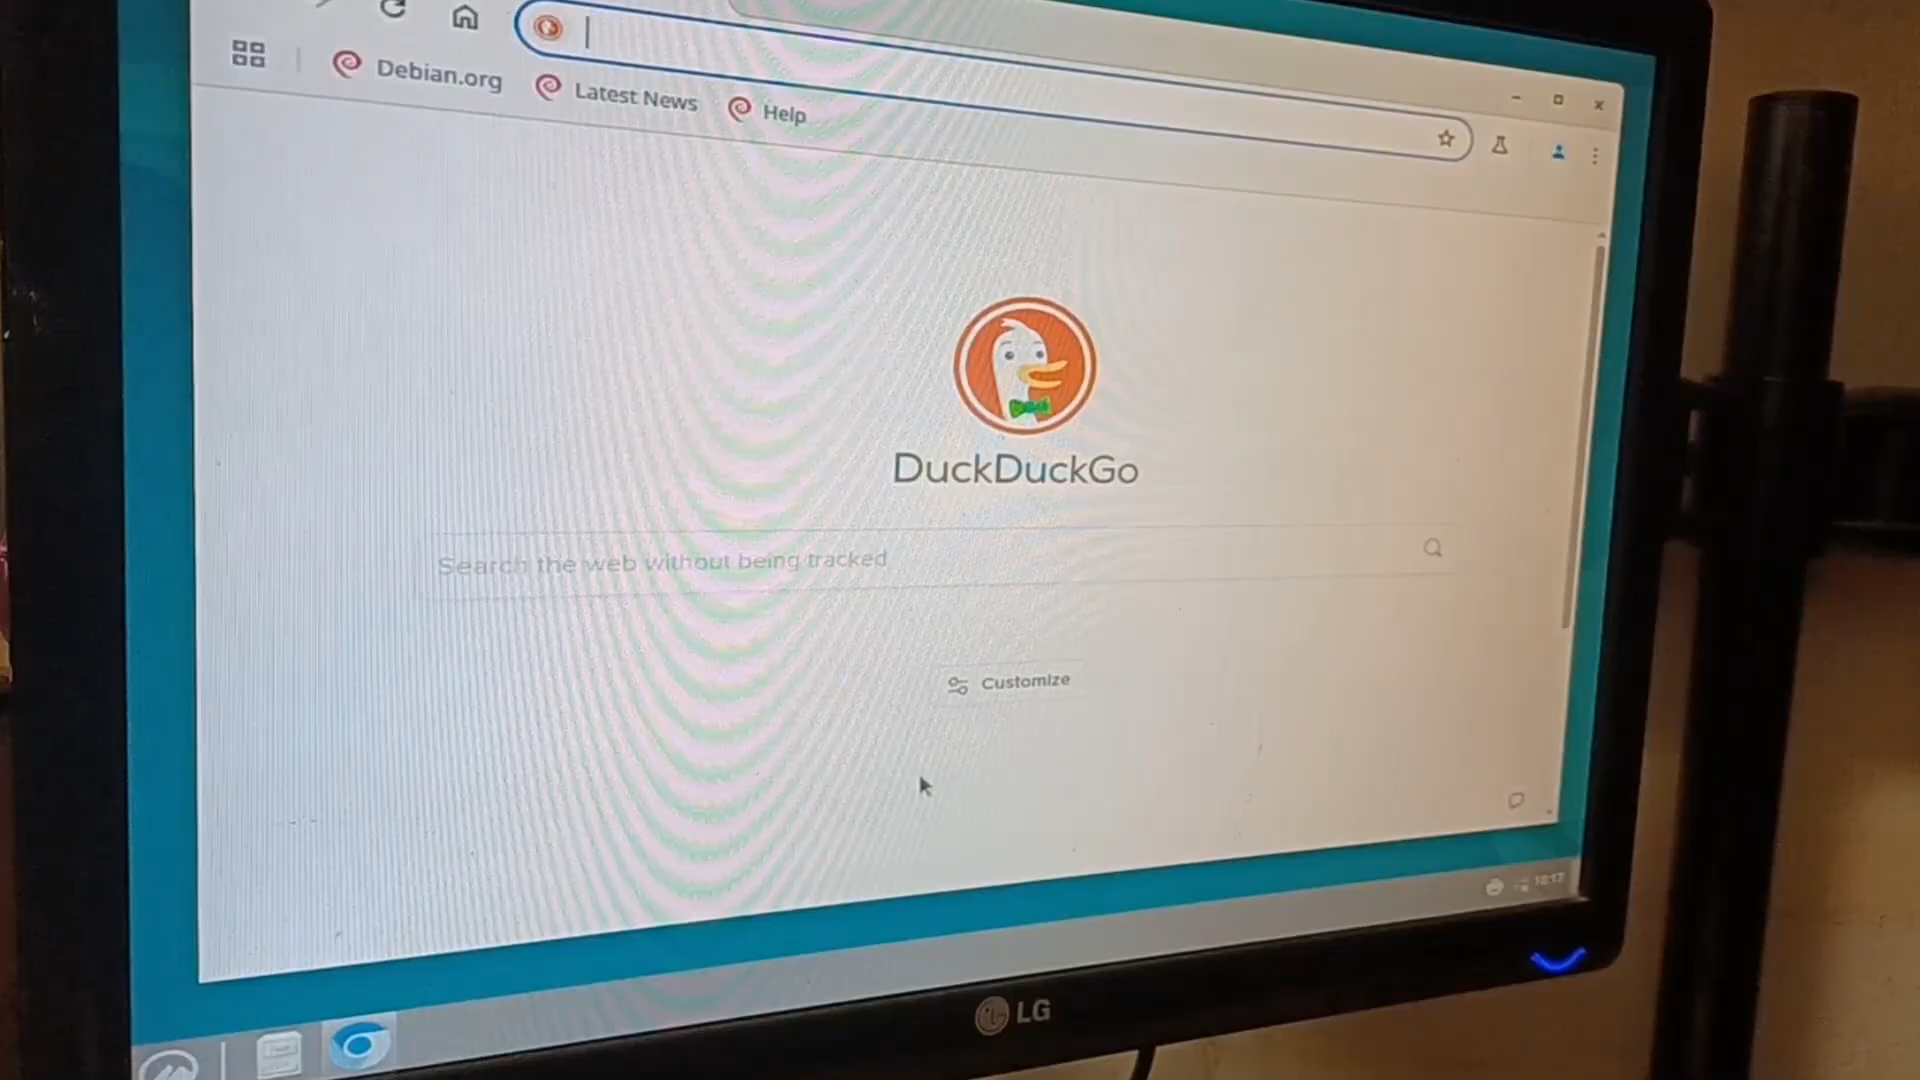 Debian.org
Latest News
Help
DuckDuckGo
Search the web without being tracked
Customize
LG